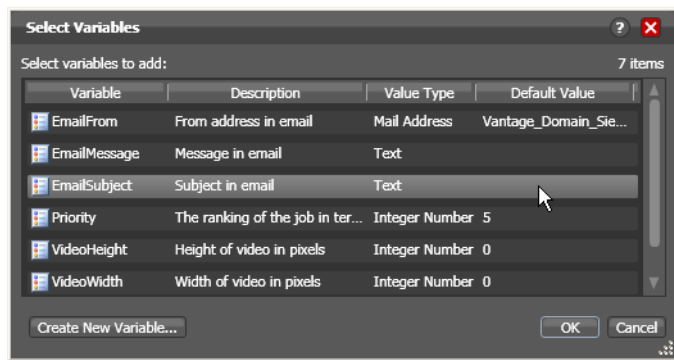 Select Variables ?
Select variables to add: 7 items
Variable Description Value Type Default Value
EmailFrom From address in email Mail Address Vantage_Domain_Sie...
EmailMessage Message in email Text
EmailSubject Subject in email Text
Priority The ranking of the job in ter... Integer Number 5
VideoHeight Height of video in pixels Integer Number 0
VideoWidth Width of video in pixels Integer Number 0
Create New Variable... OK Cancel